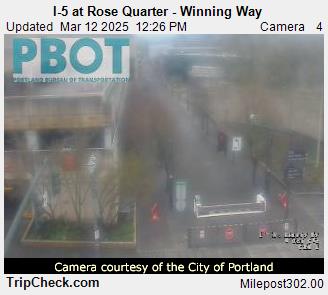 I-5 at Rose Quarter - Winning Way
Updated Mar 12 2025 12:26 PM Camera 4
PBOT
PORTLAND BUREAU OF TRANSPORTATION
Camera courtesy of the City of Portland
TripCheck.com Milepost302.00